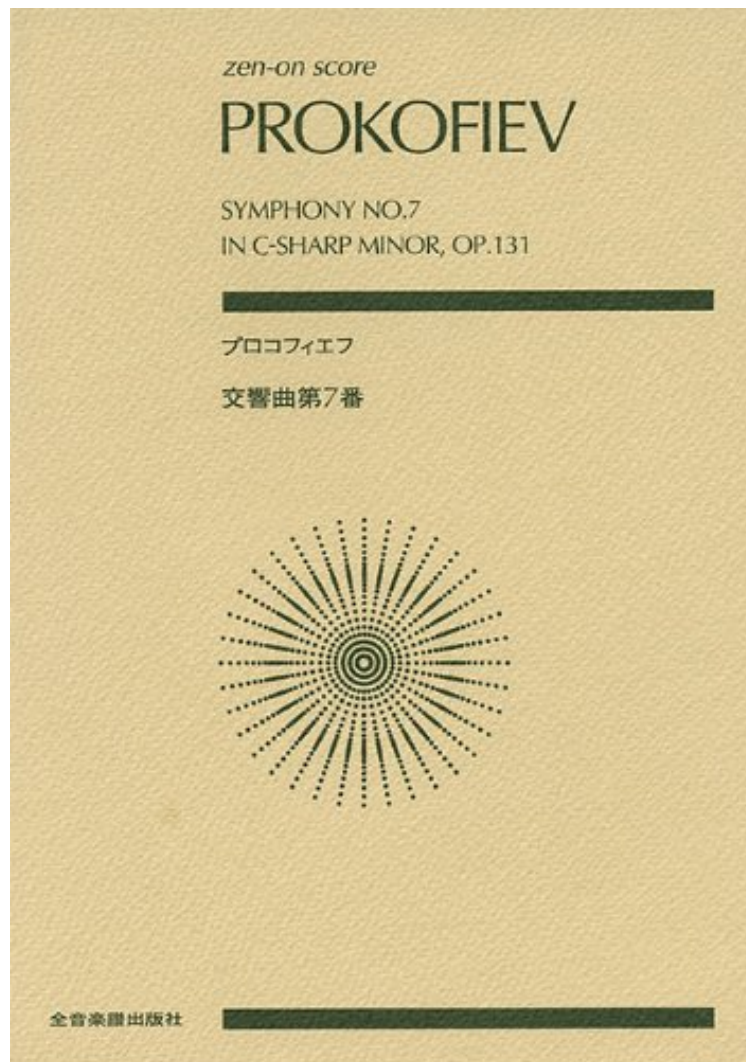 zen-on score
PROKOFIEV
SYMPHONY NO.7
IN C-SHARP MINOR, OP.131
プロコフィエフ
交響曲第7番
全音楽譜出版社